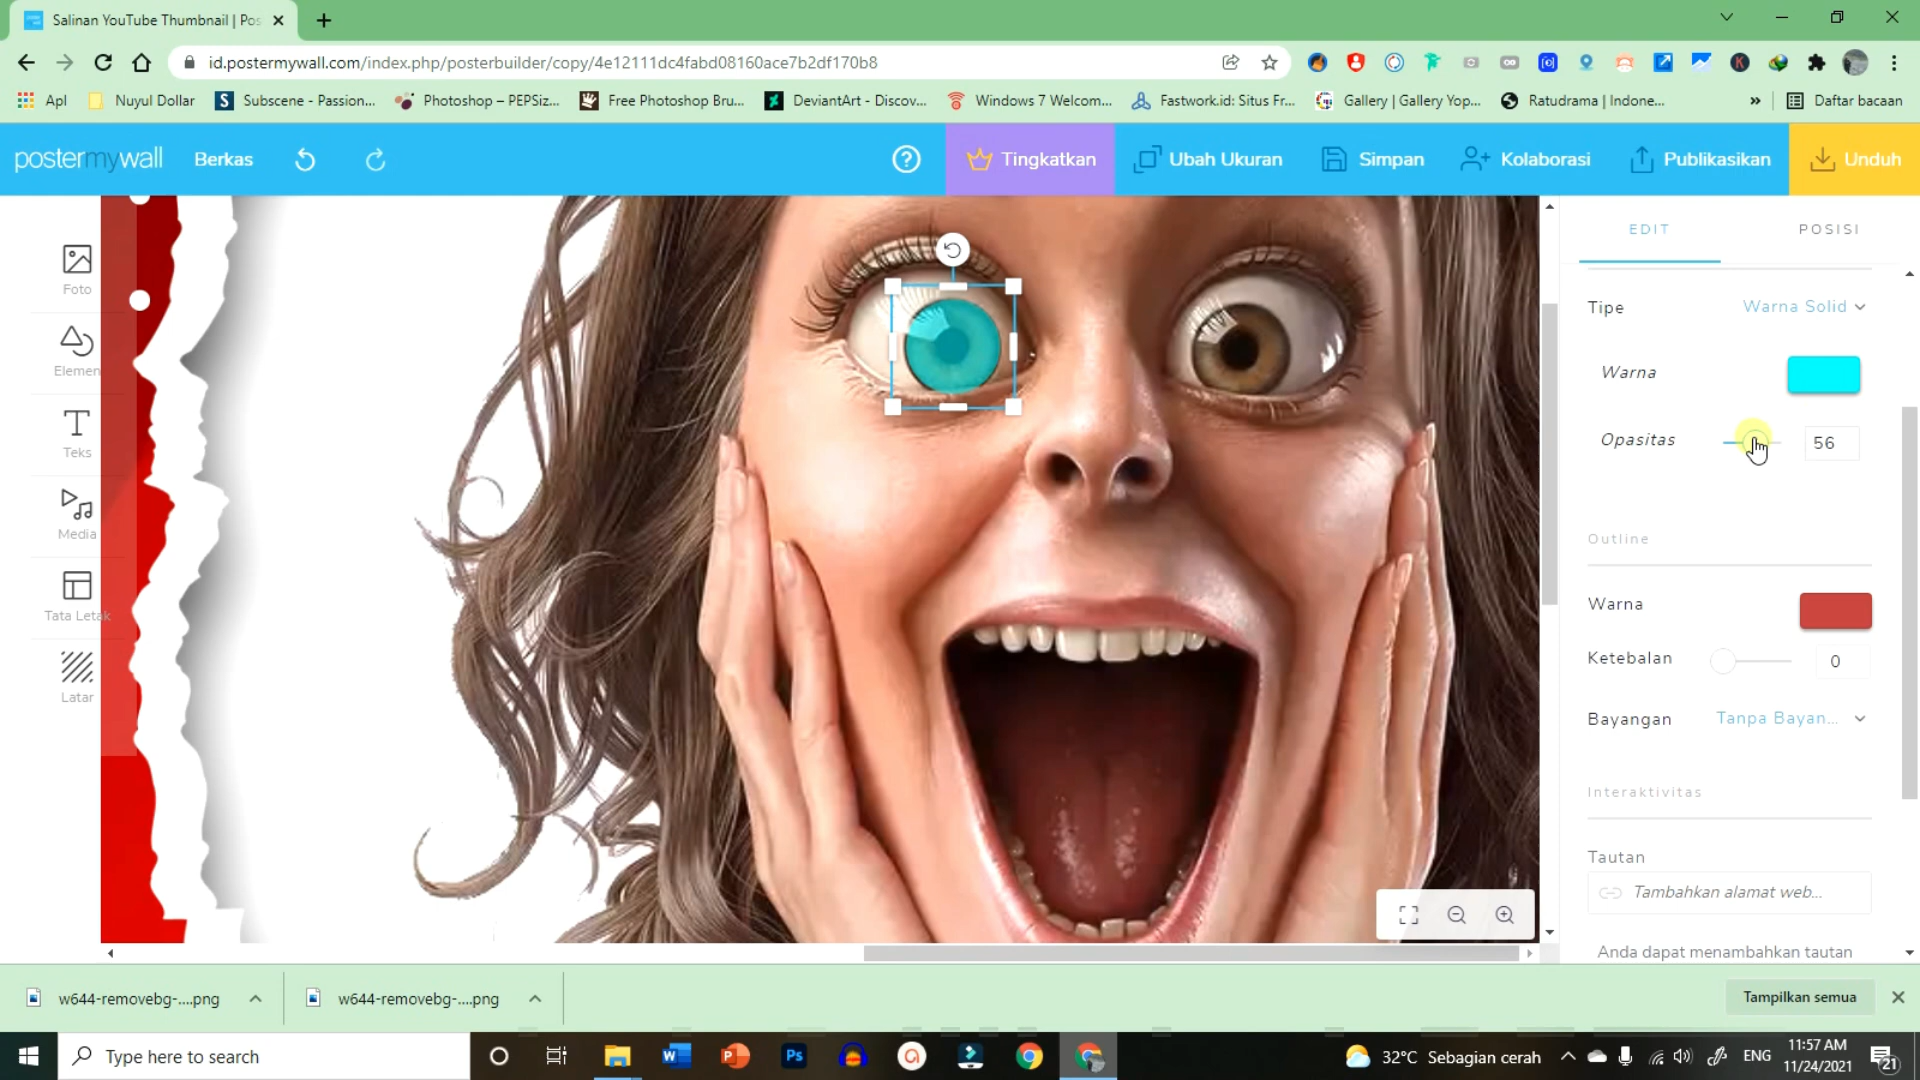 Salinan YouTube Thumbnail | Pos
id.postermywall.com/index.php/posterbuilder/copy/4e12111dc4fabd08160ace7b2df170b8
Apl
Nuyul Dollar
Subscene - Passion...
Photoshop – PEPSiz...
Free Photoshop Bru...
DeviantArt - Discov...
Windows 7 Welcom...
Fastwork.id: Situs Fr...
Gallery | Gallery Yop...
Ratudrama | Indone...
»
Daftar bacaan
postermywall
Berkas
Tingkatkan
Ubah Ukuran
Simpan
Kolaborasi
Publikasikan
Unduh
Foto
Elemen
Teks
Media
Tata Letak
Latar
EDIT
POSISI
Tipe
Warna Solid
Warna
Opasitas
56
Outline
Warna
Ketebalan
0
Bayangan
Tanpa Bayan...
Interaktivitas
Tautan
Tambahkan alamat web...
Anda dapat menambahkan tautan
w644-removebg-....png
w644-removebg-....png
Tampilkan semua
Type here to search
32°C Sebagian cerah
ENG
11:57 AM
11/24/2021
21